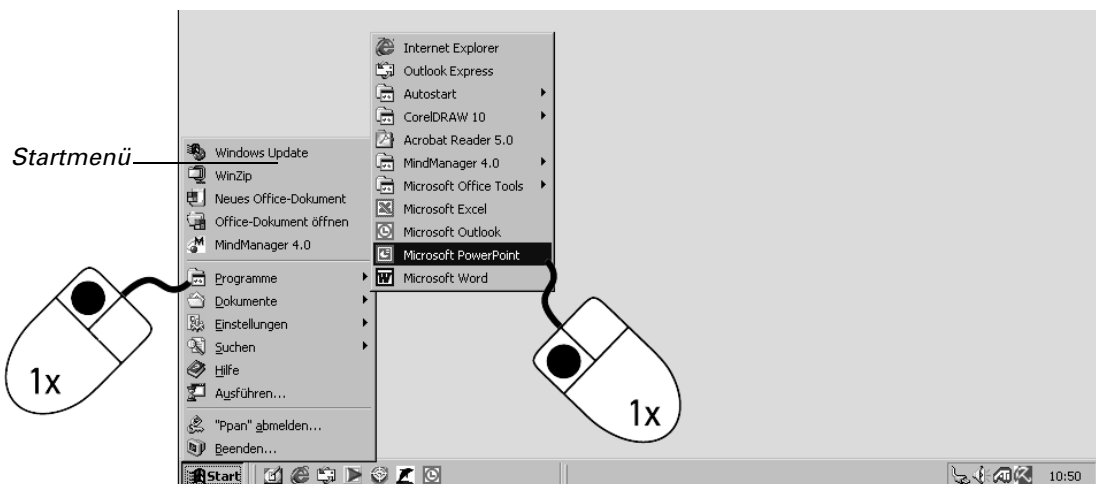 Internet Explorer
Outlook Express
Autostart
CorelDRAW 10
Acrobat Reader 5.0
MindManager 4.0
Microsoft Office Tools
Microsoft Excel
Microsoft Outlook
Microsoft PowerPoint
Microsoft Word
Startmenü
Windows Update
WinZip
Neues Office-Dokument
Office-Dokument öffnen
MindManager 4.0
Programme
Dokumente
Einstellungen
Suchen
Hilfe
Ausführen...
"Ppan" abmelden...
Beenden...
1x
1x
Start
10:50